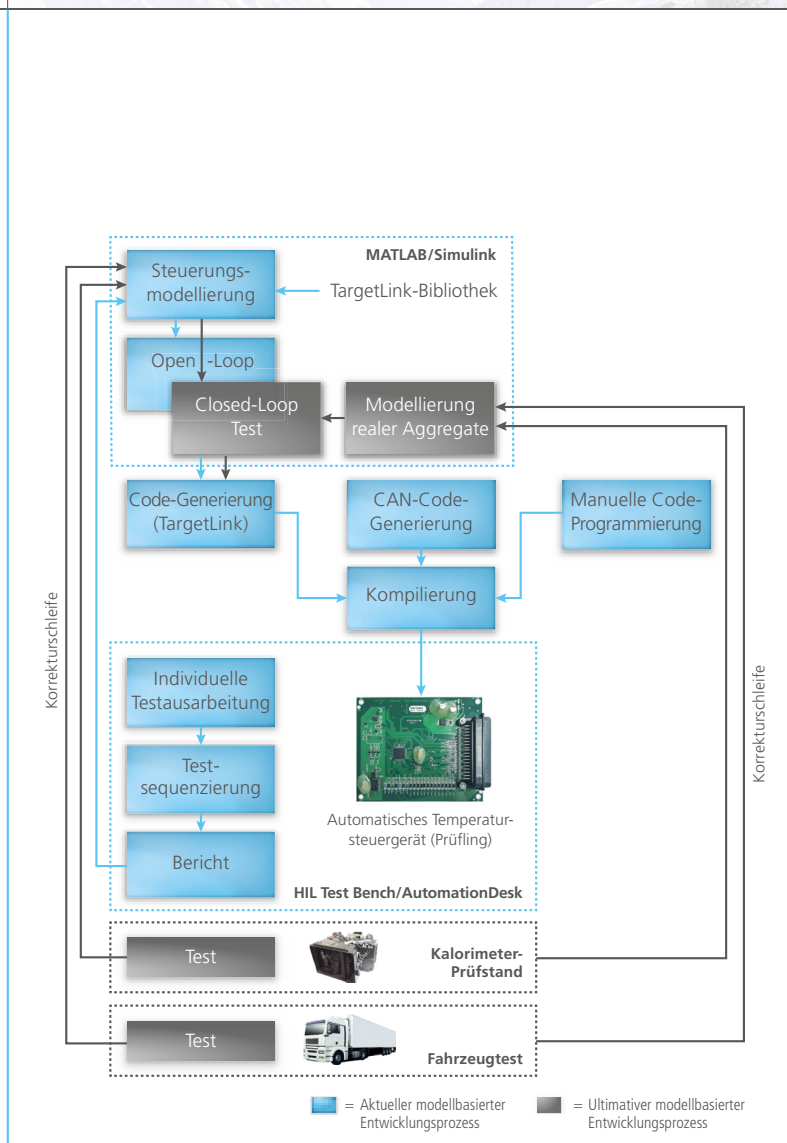 MATLAB/Simulink
Steuerungs-
modellierung
TargetLink-Bibliothek
Open -Loop
Closed-Loop
Test
Modellierung
realer Aggregate
Code-Generierung
(TargetLink)
CAN-Code-
Generierung
Manuelle Code-
Programmierung
Kompilierung
Korrekturschleife
Individuelle
Testausarbeitung
Test-
sequenzierung
Bericht
Automatisches Temperatur-
steuergerät (Prüfling)
HIL Test Bench/AutomationDesk
Korrekturschleife
Test
Kalorimeter-
Prüfstand
Test
Fahrzeugtest
= Aktueller modellbasierter
Entwicklungsprozess
= Ultimativer modellbasierter
Entwicklungsprozess